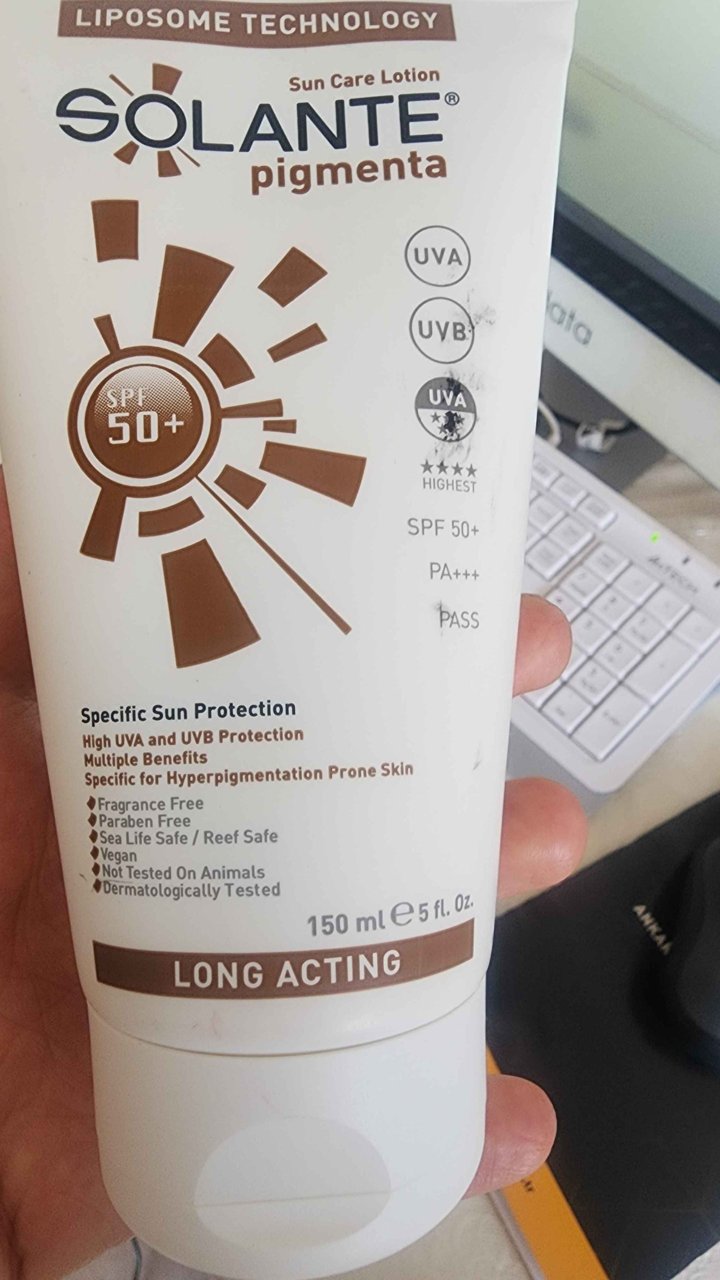 LIPOSOME TECHNOLOGY
Sun Care Lotion
SOLANTE®
pigmenta
UVA
UVB
UVA
HIGHEST
SPF 50+
PA+++
PASS
SPF
50+
Specific Sun Protection
High UVA and UVB Protection
Multiple Benefits
Specific for Hyperpigmentation Prone Skin
Fragrance Free
Paraben Free
Sea Life Safe / Reef Safe
Vegan
Not Tested On Animals
Dermatologically Tested
150 ml ℮ 5 fl. Oz.
LONG ACTING
A4TECH